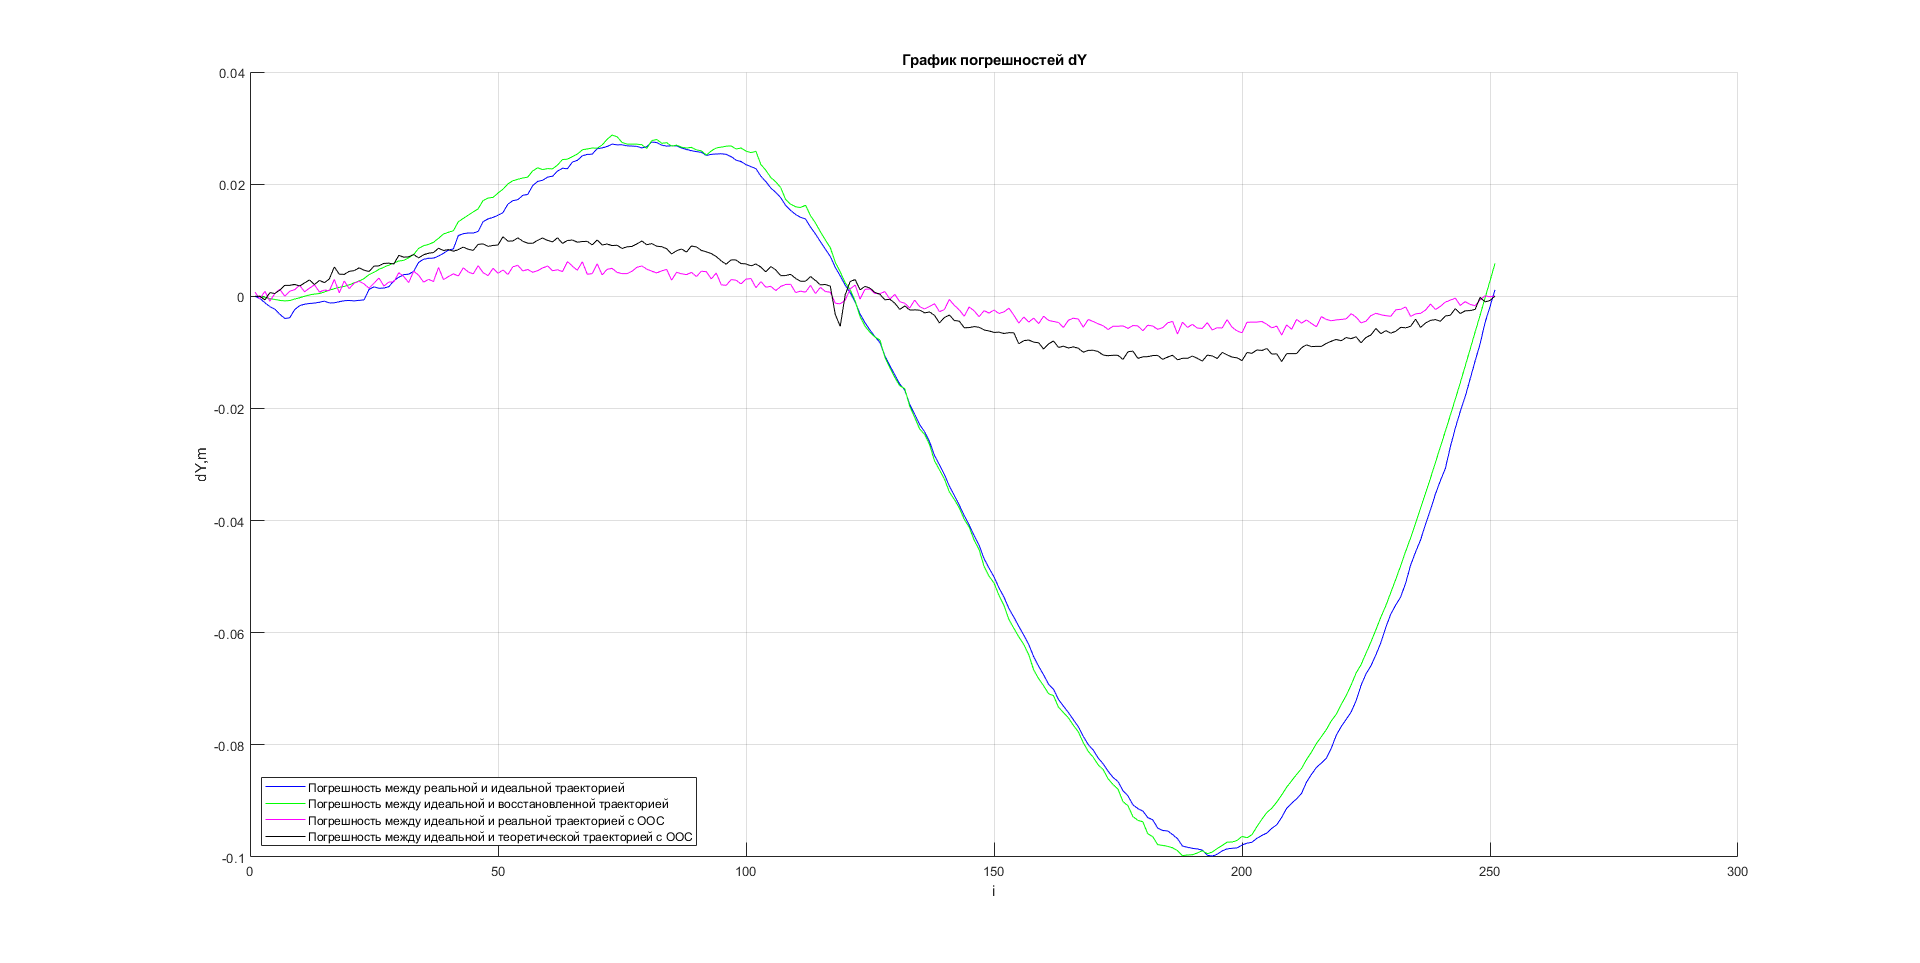 График погрешностей dY
0.04
0.02
0
-0.02
-0.04
-0.06
-0.08
-0.1
dY,m
0
50
100
150
200
250
300
i
Погрешность между реальной и идеальной траекторией
Погрешность между идеальной и восстановленной траекторией
Погрешность между идеальной и реальной траекторией с ООС
Погрешность между идеальной и теоретической траекторией с ООС